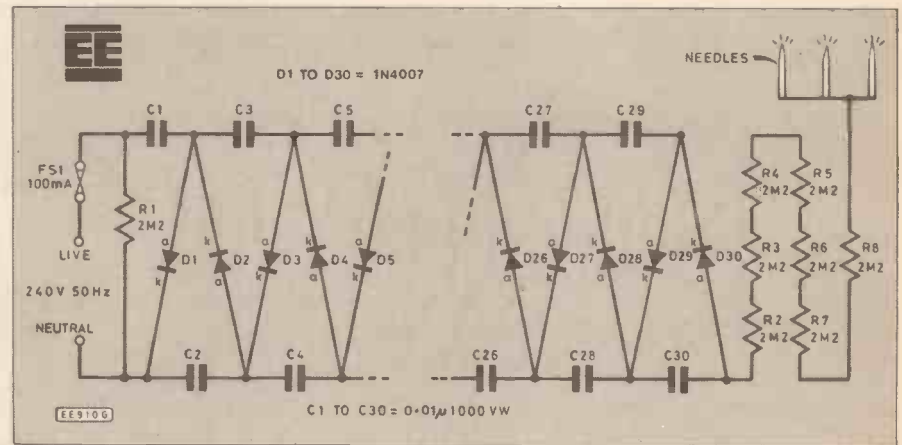 EE
D1 TO D30 = 1N4007
NEEDLES
C1
C3
C5
C27
C29
FS1
100mA
R1
2M2
LIVE
240V 50Hz
NEUTRAL
a
k
D1
k
a
D2
a
k
D3
k
a
D4
a
k
D5
k
a
D26
a
k
D27
k
a
D28
a
k
D29
k
a
D30
R4
2M2
R5
2M2
R3
2M2
R6
2M2
R8
2M2
R2
2M2
R7
2M2
C2
C4
C26
C28
C30
C1 TO C30 = 0·01µ 1000VW
EE910G